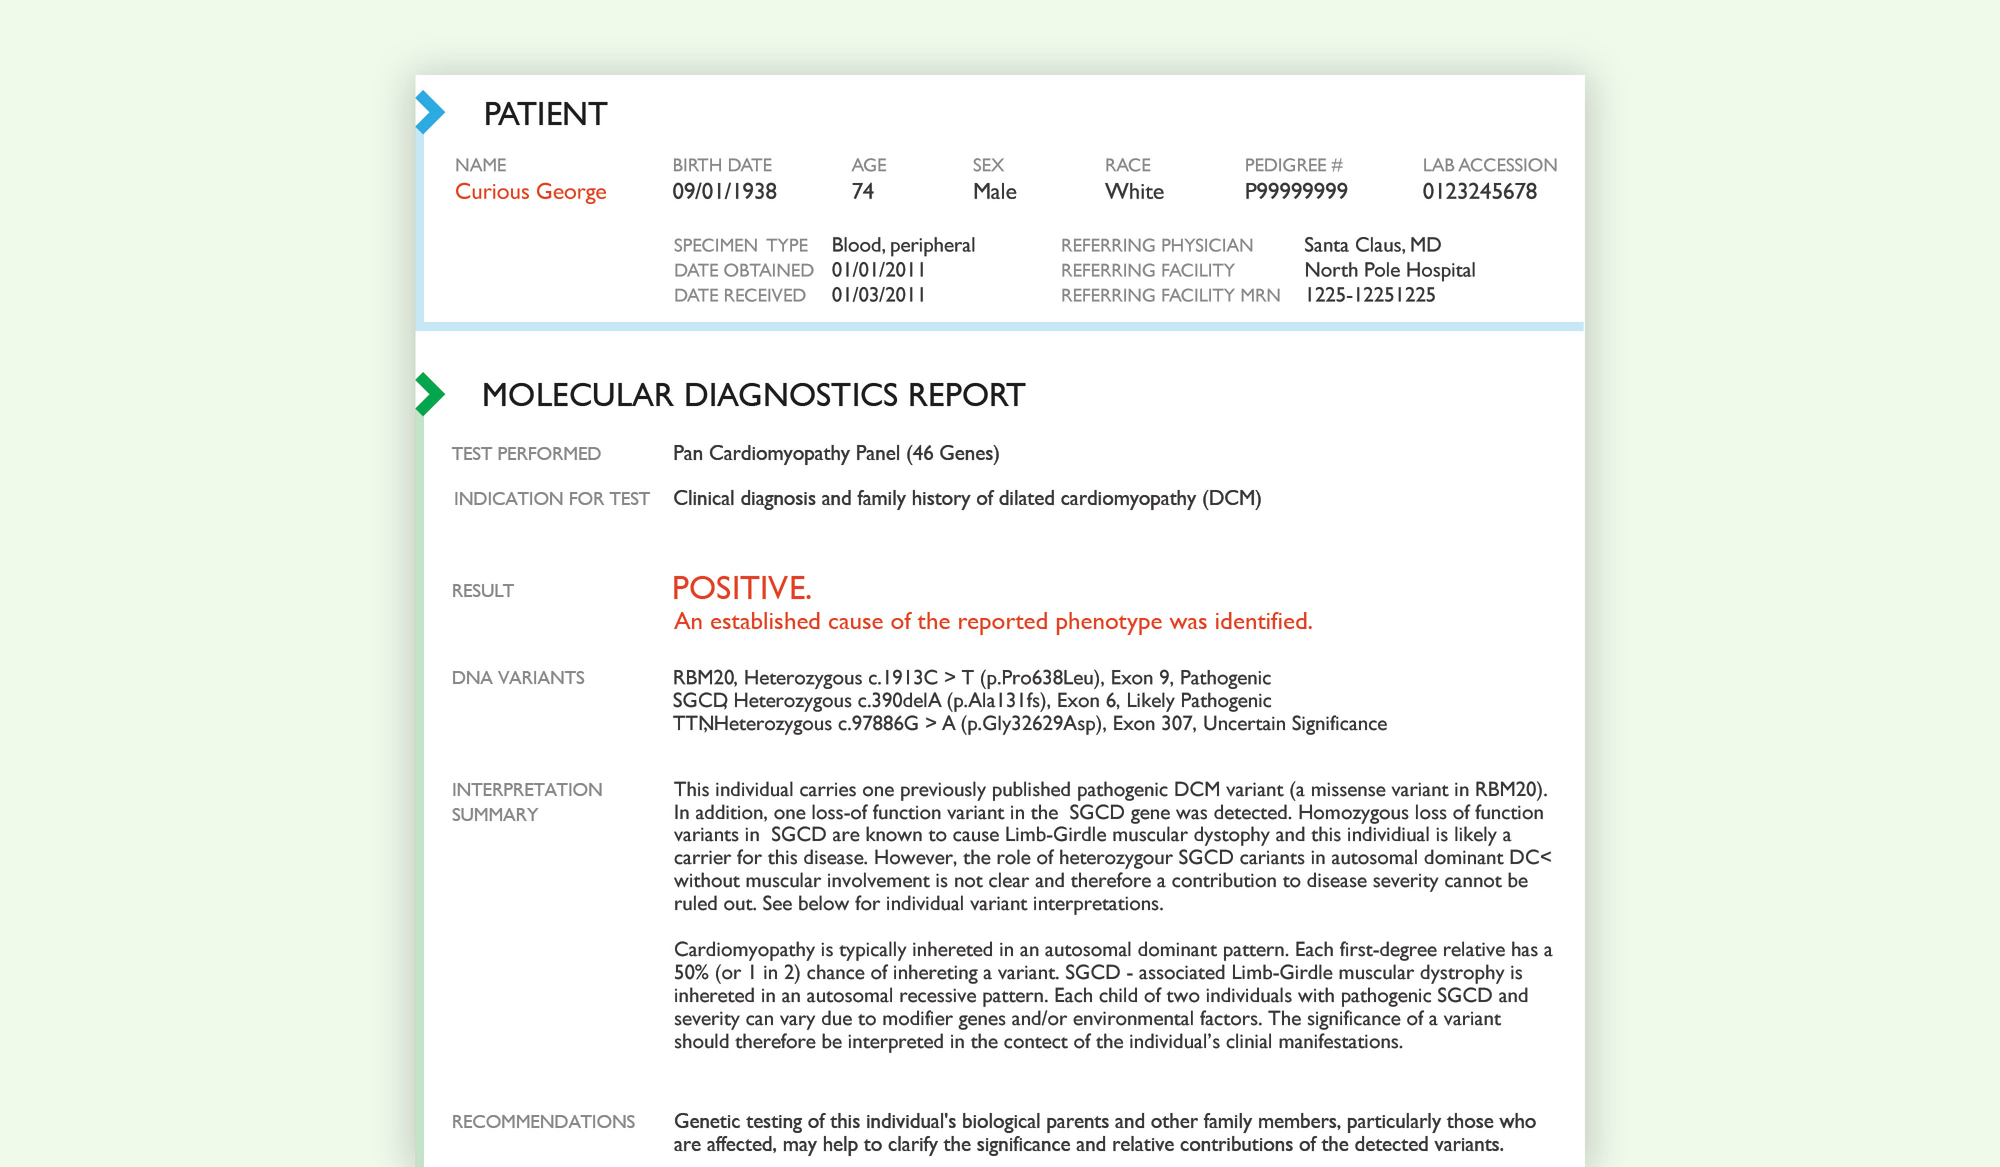 PATIENT
NAME BIRTH DATE AGE SEX RACE PEDIGREE # LAB ACCESSION
Curious George 09/01/1938 74 Male White P99999999 0123245678
SPECIMEN TYPE Blood, peripheral REFERRING PHYSICIAN Santa Claus, MD
DATE OBTAINED 01/01/2011 REFERRING FACILITY North Pole Hospital
DATE RECEIVED 01/03/2011 REFERRING FACILITY MRN 1225-12251225
MOLECULAR DIAGNOSTICS REPORT
TEST PERFORMED Pan Cardiomyopathy Panel (46 Genes)
INDICATION FOR TEST Clinical diagnosis and family history of dilated cardiomyopathy (DCM)
RESULT POSITIVE.
An established cause of the reported phenotype was identified.
DNA VARIANTS RBM20, Heterozygous c.1913C > T (p.Pro638Leu), Exon 9, Pathogenic
SGCD, Heterozygous c.390delA (p.Ala131fs), Exon 6, Likely Pathogenic
TTN,Heterozygous c.97886G > A (p.Gly32629Asp), Exon 307, Uncertain Significance
INTERPRETATION SUMMARY
This individual carries one previously published pathogenic DCM variant (a missense variant in RBM20).
In addition, one loss-of function variant in the SGCD gene was detected. Homozygous loss of function
variants in SGCD are known to cause Limb-Girdle muscular dystophy and this individiual is likely a
carrier for this disease. However, the role of heterozygour SGCD cariants in autosomal dominant DC<
without muscular involvement is not clear and therefore a contribution to disease severity cannot be
ruled out. See below for individual variant interpretations.
Cardiomyopathy is typically inhereted in an autosomal dominant pattern. Each first-degree relative has a
50% (or 1 in 2) chance of inhereting a variant. SGCD - associated Limb-Girdle muscular dystrophy is
inhereted in an autosomal recessive pattern. Each child of two individuals with pathogenic SGCD and
severity can vary due to modifier genes and/or environmental factors. The significance of a variant
should therefore be interpreted in the contect of the individual’s clinial manifestations.
RECOMMENDATIONS Genetic testing of this individual's biological parents and other family members, particularly those who
are affected, may help to clarify the significance and relative contributions of the detected variants.